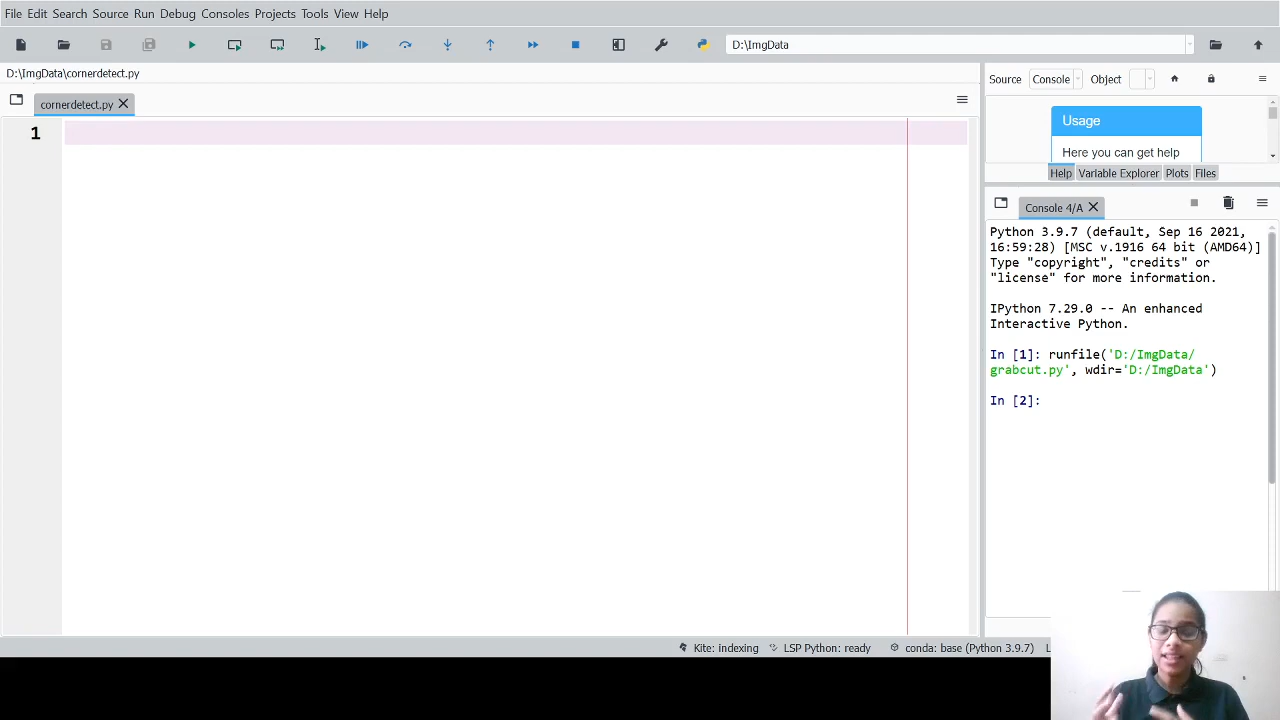 File Edit Search Source Run Debug Consoles Projects Tools View Help
D:\ImgData
D:\ImgData\cornerdetect.py
cornerdetect.py
1
Source Console Object
Usage
Here you can get help
Help Variable Explorer Plots Files
Console 4/A
Python 3.9.7 (default, Sep 16 2021,
16:59:28) [MSC v.1916 64 bit (AMD64)]
Type "copyright", "credits" or
"license" for more information.
IPython 7.29.0 -- An enhanced
Interactive Python.
In [1]: runfile('D:/ImgData/
grabcut.py', wdir='D:/ImgData')
In [2]:
Kite: indexing LSP Python: ready conda: base (Python 3.9.7) L